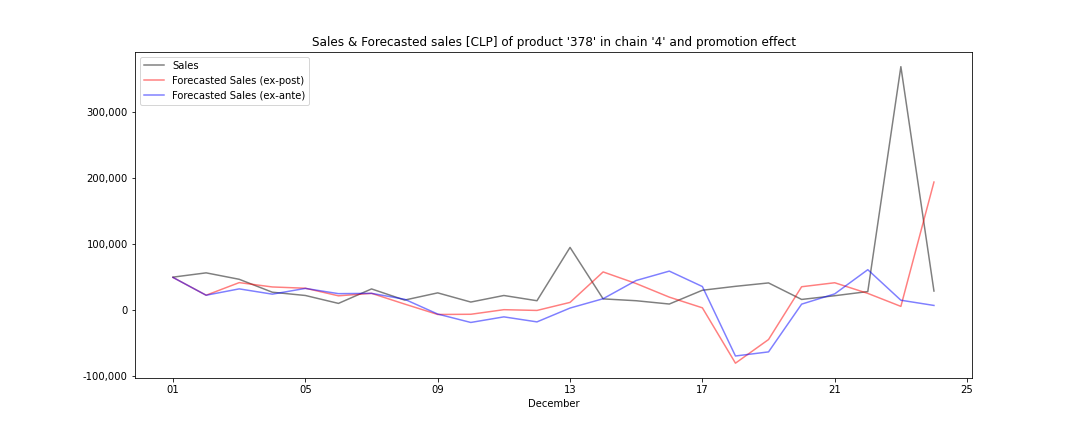 Sales & Forecasted sales [CLP] of product '378' in chain '4' and promotion effect
Sales
Forecasted Sales (ex-post)
Forecasted Sales (ex-ante)
300,000
200,000
100,000
0
-100,000
01 05 09 13 17 21 25
December